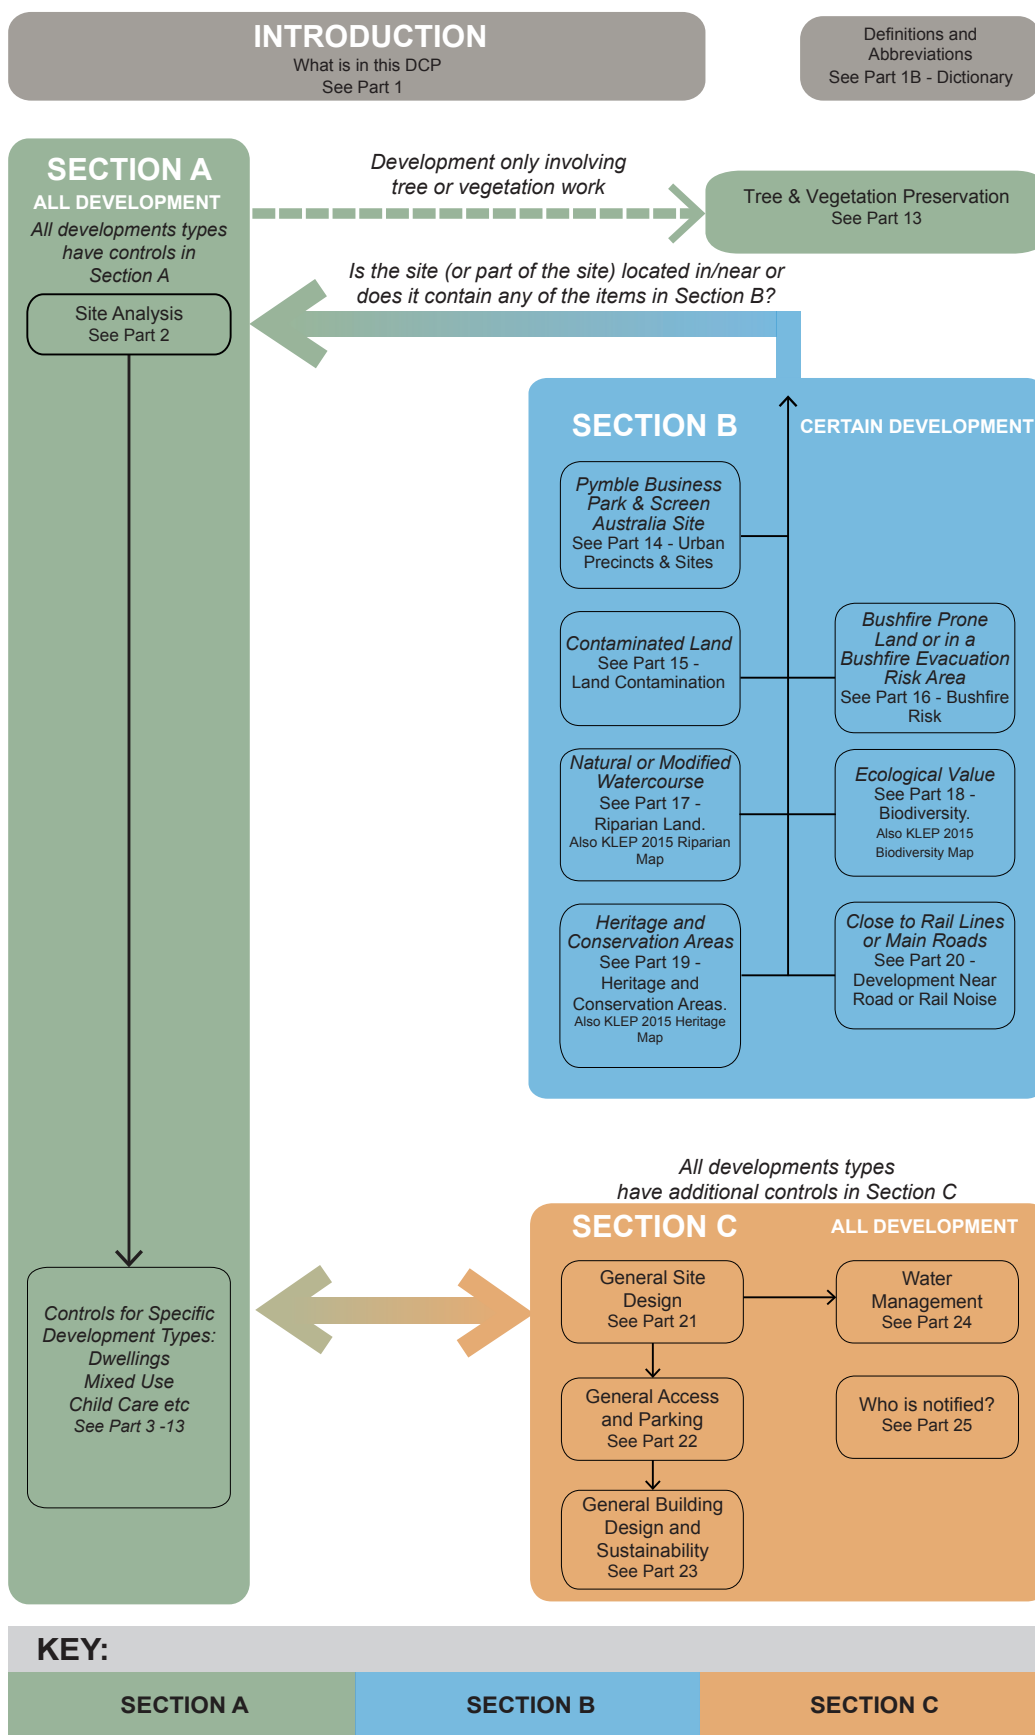 INTRODUCTION
What is in this DCP
See Part 1
Definitions and
Abbreviations
See Part 1B - Dictionary
SECTION A
ALL DEVELOPMENT
All developments types
have controls in
Section A
Site Analysis
See Part 2
Development only involving
tree or vegetation work
Tree & Vegetation Preservation
See Part 13
Is the site (or part of the site) located in/near or
does it contain any of the items in Section B?
SECTION B
CERTAIN DEVELOPMENT
Pymble Business
Park & Screen
Australia Site
See Part 14 - Urban
Precincts & Sites
Contaminated Land
See Part 15 -
Land Contamination
Bushfire Prone
Land or in a
Bushfire Evacuation
Risk Area
See Part 16 - Bushfire
Risk
Natural or Modified
Watercourse
See Part 17 -
Riparian Land.
Also KLEP 2015 Riparian
Map
Ecological Value
See Part 18 -
Biodiversity.
Also KLEP 2015
Biodiversity Map
Heritage and
Conservation Areas
See Part 19 -
Heritage and
Conservation Areas.
Also KLEP 2015 Heritage
Map
Close to Rail Lines
or Main Roads
See Part 20 -
Development Near
Road or Rail Noise
Controls for Specific
Development Types:
Dwellings
Mixed Use
Child Care etc
See Part 3 -13
All developments types
have additional controls in Section C
SECTION C
ALL DEVELOPMENT
General Site
Design
See Part 21
Water
Management
See Part 24
General Access
and Parking
See Part 22
Who is notified?
See Part 25
General Building
Design and
Sustainability
See Part 23
KEY:
SECTION A
SECTION B
SECTION C